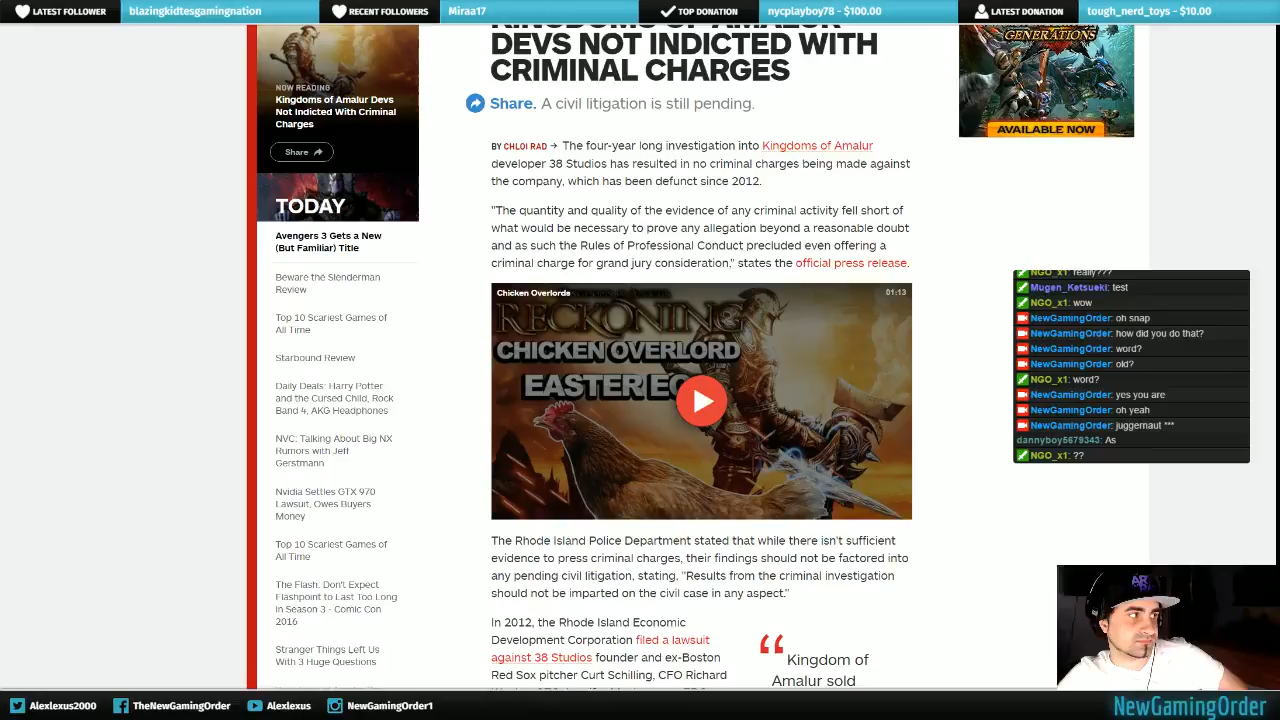 LATEST FOLLOWER
blazingkidtesgamingnation
RECENT FOLLOWERS
Miraa17
TOP DONATION
nycplayboy78 - $100.00
LATEST DONATION
tough_nerd_toys - $10.00
NOW READING
Kingdoms of Amalur Devs
Not Indicted With Criminal
Charges
Share
TODAY
Avengers 3 Gets a New
(But Familiar) Title
Beware the Slenderman
Review
Top 10 Scariest Games of
All Time
Starbound Review
Daily Deals: Harry Potter
and the Cursed Child, Rock
Band 4, AKG Headphones
NVC: Talking About Big NX
Rumors with Jeff
Gerstmann
Nvidia Settles GTX 970
Lawsuit, Owes Buyers
Money
Top 10 Scariest Games of
All Time
The Flash: Don't Expect
Flashpoint to Last Too Long
in Season 3 - Comic Con
2016
Stranger Things Left Us
With 3 Huge Questions
KINGDOMS OF AMALUR
DEVS NOT INDICTED WITH
CRIMINAL CHARGES
Share. A civil litigation is still pending.
BY CHLOI RAD → The four-year long investigation into Kingdoms of Amalur
developer 38 Studios has resulted in no criminal charges being made against
the company, which has been defunct since 2012.
"The quantity and quality of the evidence of any criminal activity fell short of
what would be necessary to prove any allegation beyond a reasonable doubt
and as such the Rules of Professional Conduct precluded even offering a
criminal charge for grand jury consideration," states the official press release.
Chicken Overlords
01:13
RECKONING
CHICKEN OVERLORD
EASTER EG
The Rhode Island Police Department stated that while there isn't sufficient
evidence to press criminal charges, their findings should not be factored into
any pending civil litigation, stating, "Results from the criminal investigation
should not be imparted on the civil case in any aspect."
In 2012, the Rhode Island Economic
Development Corporation filed a lawsuit
against 38 Studios founder and ex-Boston
Red Sox pitcher Curt Schilling, CFO Richard
“ Kingdom of
Amalur sold
GENERATIONS
AVAILABLE NOW
NGO_x1: really???
Mugen_Ketsueki: test
NGO_x1: wow
NewGamingOrder: oh snap
NewGamingOrder: how did you do that?
NewGamingOrder: word?
NewGamingOrder: old?
NGO_x1: word?
NewGamingOrder: yes you are
NewGamingOrder: oh yeah
NewGamingOrder: juggernaut ***
dannyboy5679343: As
NGO_x1: ??
Alexlexus2000
TheNewGamingOrder
Alexlexus
NewGamingOrder1
NewGamingOrder